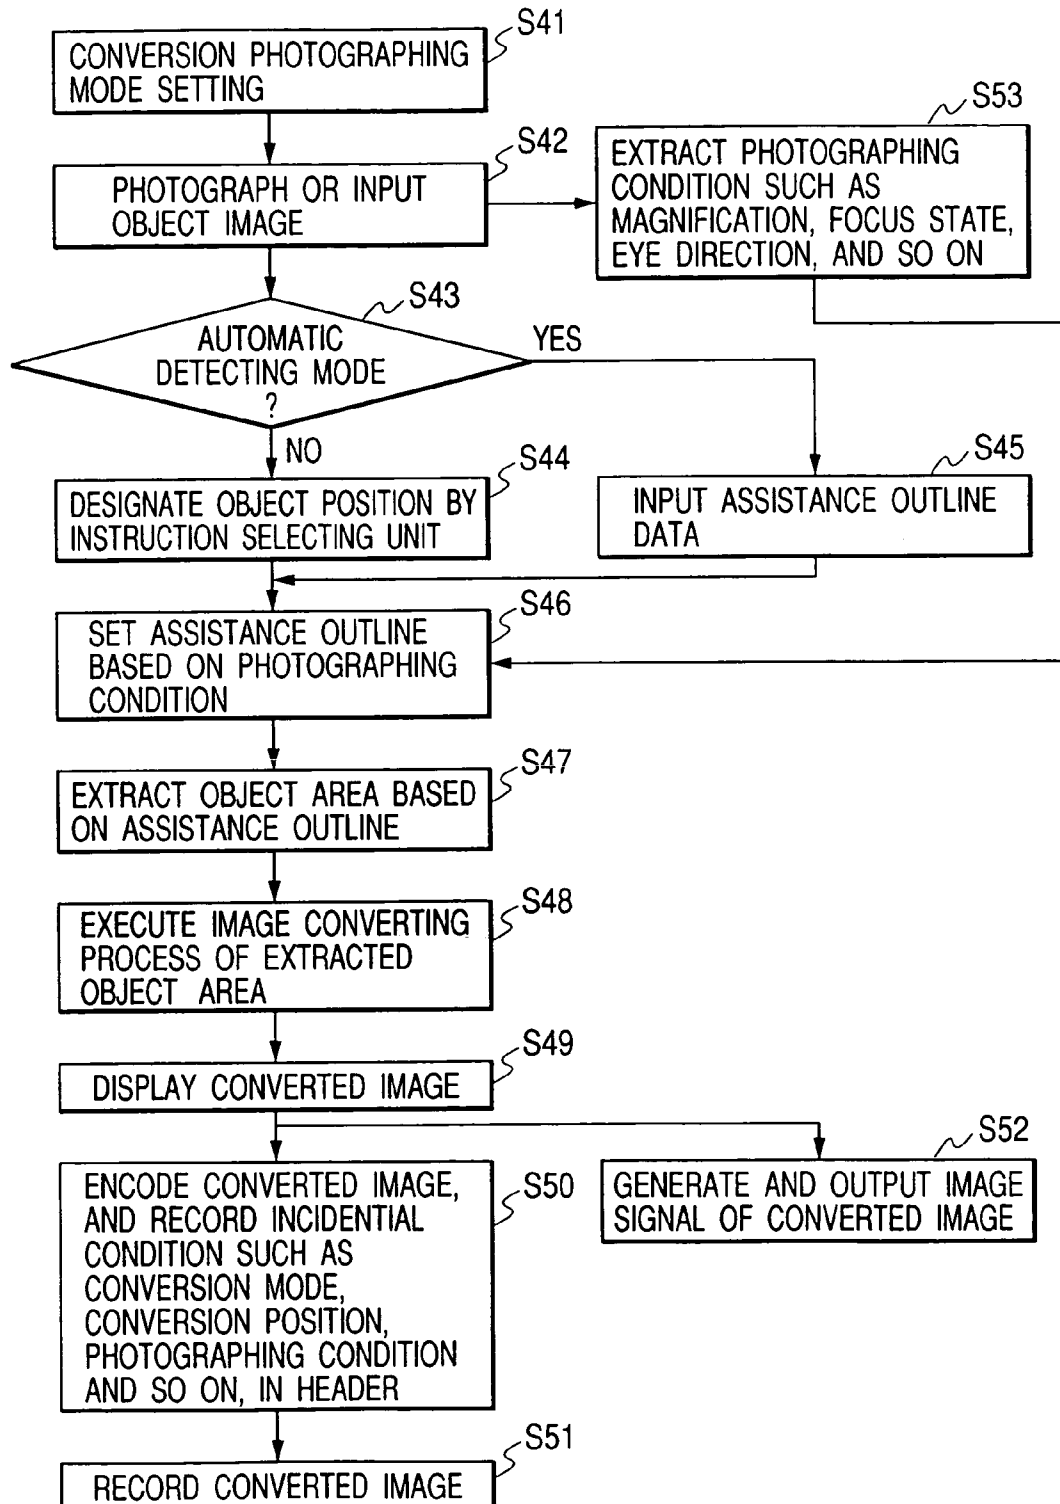 S41
CONVERSION PHOTOGRAPHING
MODE SETTING
S42
PHOTOGRAPH OR INPUT
OBJECT IMAGE
S53
EXTRACT PHOTOGRAPHING
CONDITION SUCH AS
MAGNIFICATION, FOCUS STATE,
EYE DIRECTION, AND SO ON
S43
AUTOMATIC
DETECTING MODE
?
YES
NO
S44
DESIGNATE OBJECT POSITION BY
INSTRUCTION SELECTING UNIT
S45
INPUT ASSISTANCE OUTLINE
DATA
S46
SET ASSISTANCE OUTLINE
BASED ON PHOTOGRAPHING
CONDITION
S47
EXTRACT OBJECT AREA BASED
ON ASSISTANCE OUTLINE
S48
EXECUTE IMAGE CONVERTING
PROCESS OF EXTRACTED
OBJECT AREA
S49
DISPLAY CONVERTED IMAGE
S50
ENCODE CONVERTED IMAGE,
AND RECORD INCIDENTIAL
CONDITION SUCH AS
CONVERSION MODE,
CONVERSION POSITION,
PHOTOGRAPHING CONDITION
AND SO ON, IN HEADER
S52
GENERATE AND OUTPUT IMAGE
SIGNAL OF CONVERTED IMAGE
S51
RECORD CONVERTED IMAGE